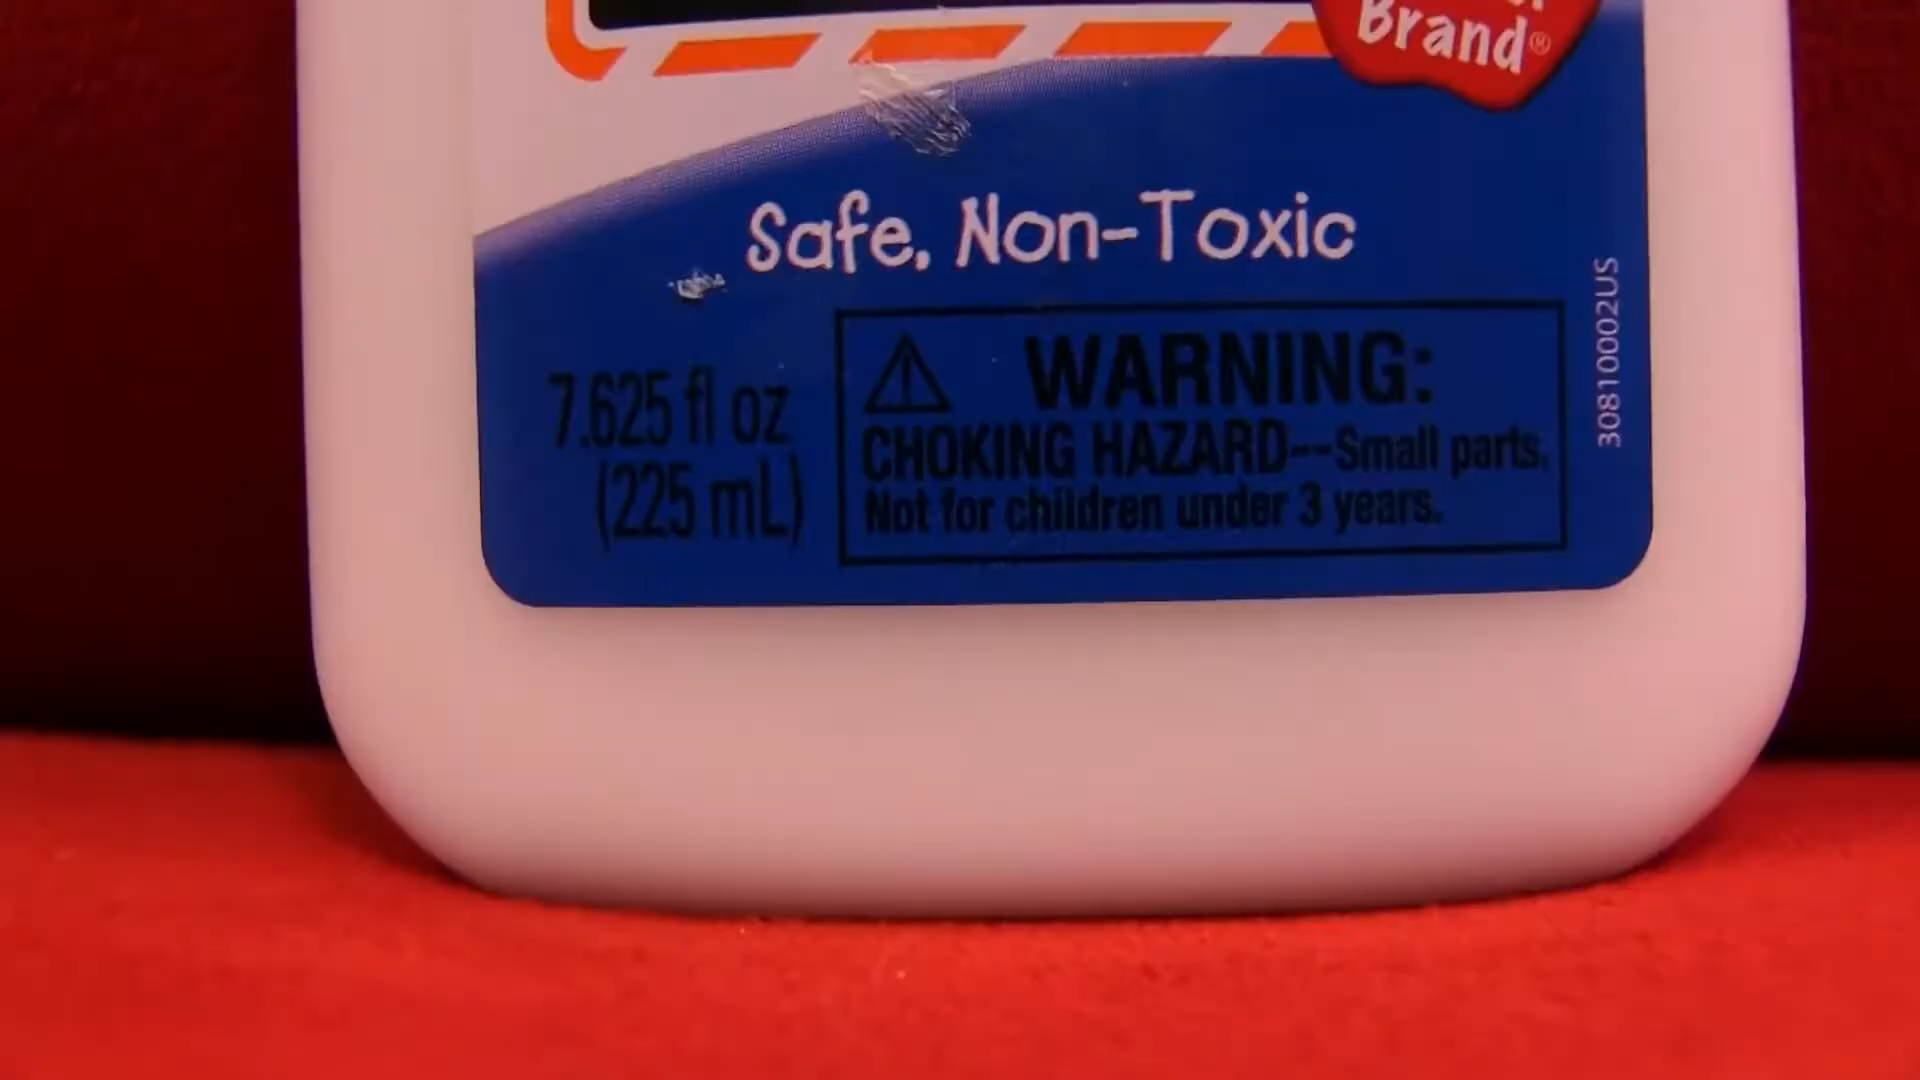 Brand®
Safe, Non-Toxic
7.625 fl oz
(225 mL)
WARNING:
CHOKING HAZARD--Small parts.
Not for children under 3 years.
30810002US